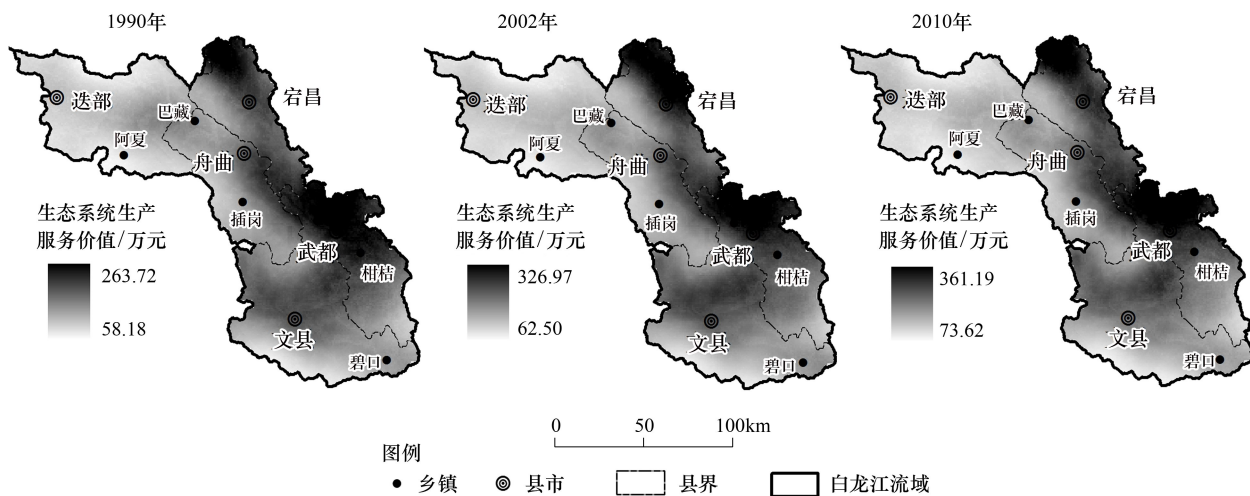 1990年
迭部
巴藏
宕昌
阿夏
舟曲
插岗
武都
柑桔
文县
碧口
生态系统生产
服务价值/万元
263.72
58.18
2002年
迭部
巴藏
宕昌
阿夏
舟曲
插岗
武都
柑桔
文县
碧口
生态系统生产
服务价值/万元
326.97
62.50
2010年
迭部
巴藏
宕昌
阿夏
舟曲
插岗
武都
柑桔
文县
碧口
生态系统生产
服务价值/万元
361.19
73.62
0 50 100km
图例
乡镇 县市 县界 白龙江流域